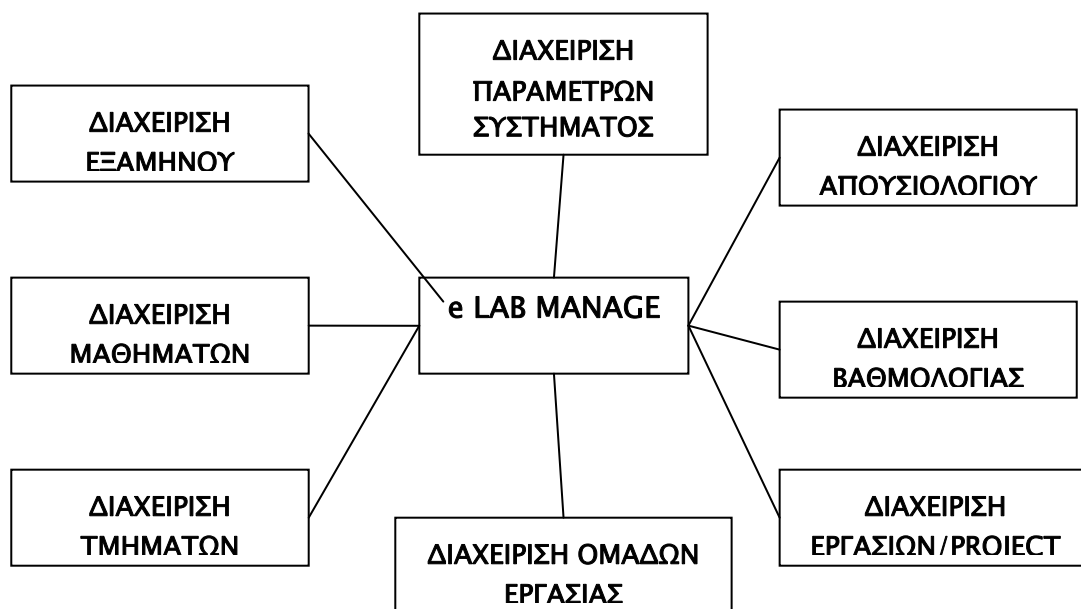 ΔΙΑΧΕΙΡΙΣΗ
ΠΑΡΑΜΕΤΡΩΝ
ΣΥΣΤΗΜΑΤΟΣ
ΔΙΑΧΕΙΡΙΣΗ
ΕΞΑΜΗΝΟΥ
ΔΙΑΧΕΙΡΙΣΗ
ΑΠΟΥΣΙΟΛΟΓΙΟΥ
ΔΙΑΧΕΙΡΙΣΗ
ΜΑΘΗΜΑΤΩΝ
e LAB MANAGE
ΔΙΑΧΕΙΡΙΣΗ
ΒΑΘΜΟΛΟΓΙΑΣ
ΔΙΑΧΕΙΡΙΣΗ
ΤΜΗΜΑΤΩΝ
ΔΙΑΧΕΙΡΙΣΗ ΟΜΑΔΩΝ
ΕΡΓΑΣΙΑΣ
ΔΙΑΧΕΙΡΙΣΗ
ΕΡΓΑΣΙΩΝ/PROJECT